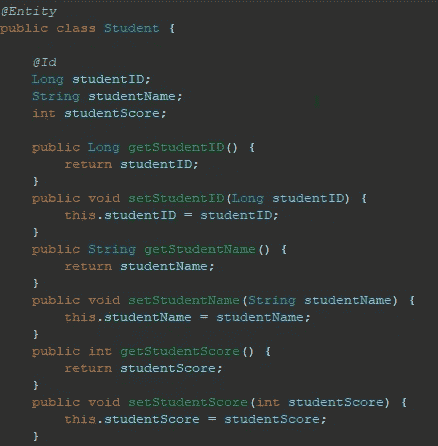 @Entity
public class Student {
@Id
Long studentID;
String studentName;
int studentScore;
public Long getStudentID() {
return studentID;
}
public void setStudentID(Long studentID) {
this.studentID = studentID;
}
public String getStudentName() {
return studentName;
}
public void setStudentName(String studentName) {
this.studentName = studentName;
}
public int getStudentScore() {
return studentScore;
}
public void setStudentScore(int studentScore) {
this.studentScore = studentScore;
}